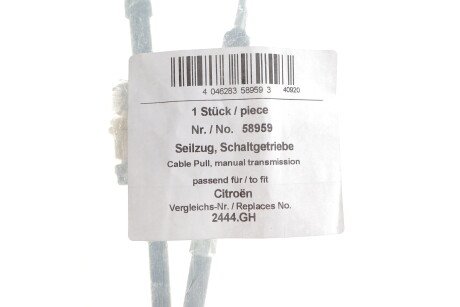 4 046283 58959 3 40920
1 Stück / piece
Nr. / No. 58959
Seilzug, Schaltgetriebe
Cable Pull, manual transmission
passend für / to fit
Citroën
Vergleichs-Nr. / Replaces No.
2444.GH